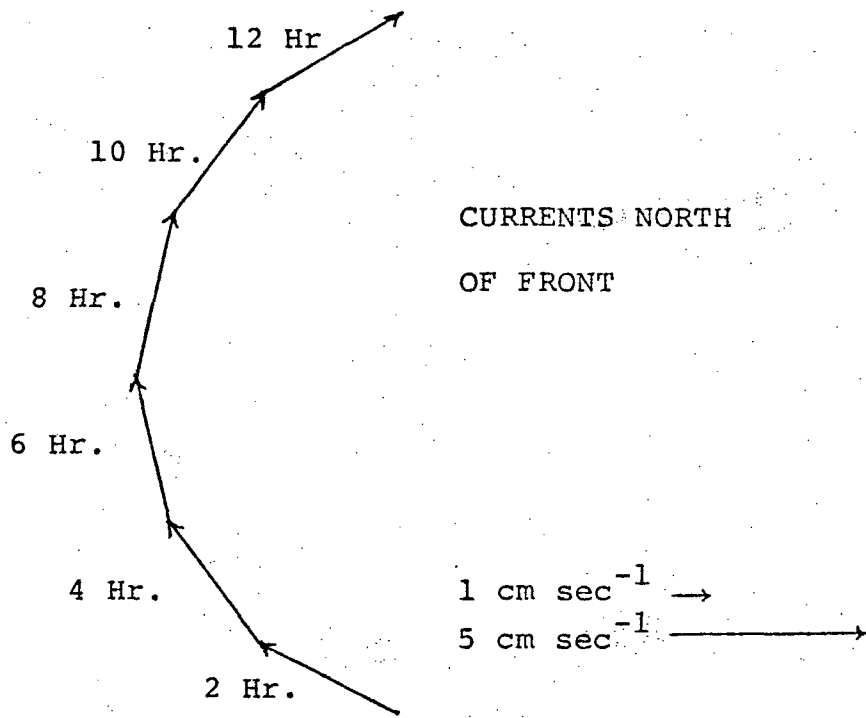 12 Hr
10 Hr.
CURRENTS NORTH
OF FRONT
8 Hr.
6 Hr.
4 Hr.
1 cm sec-1
5 cm sec-1
2 Hr.